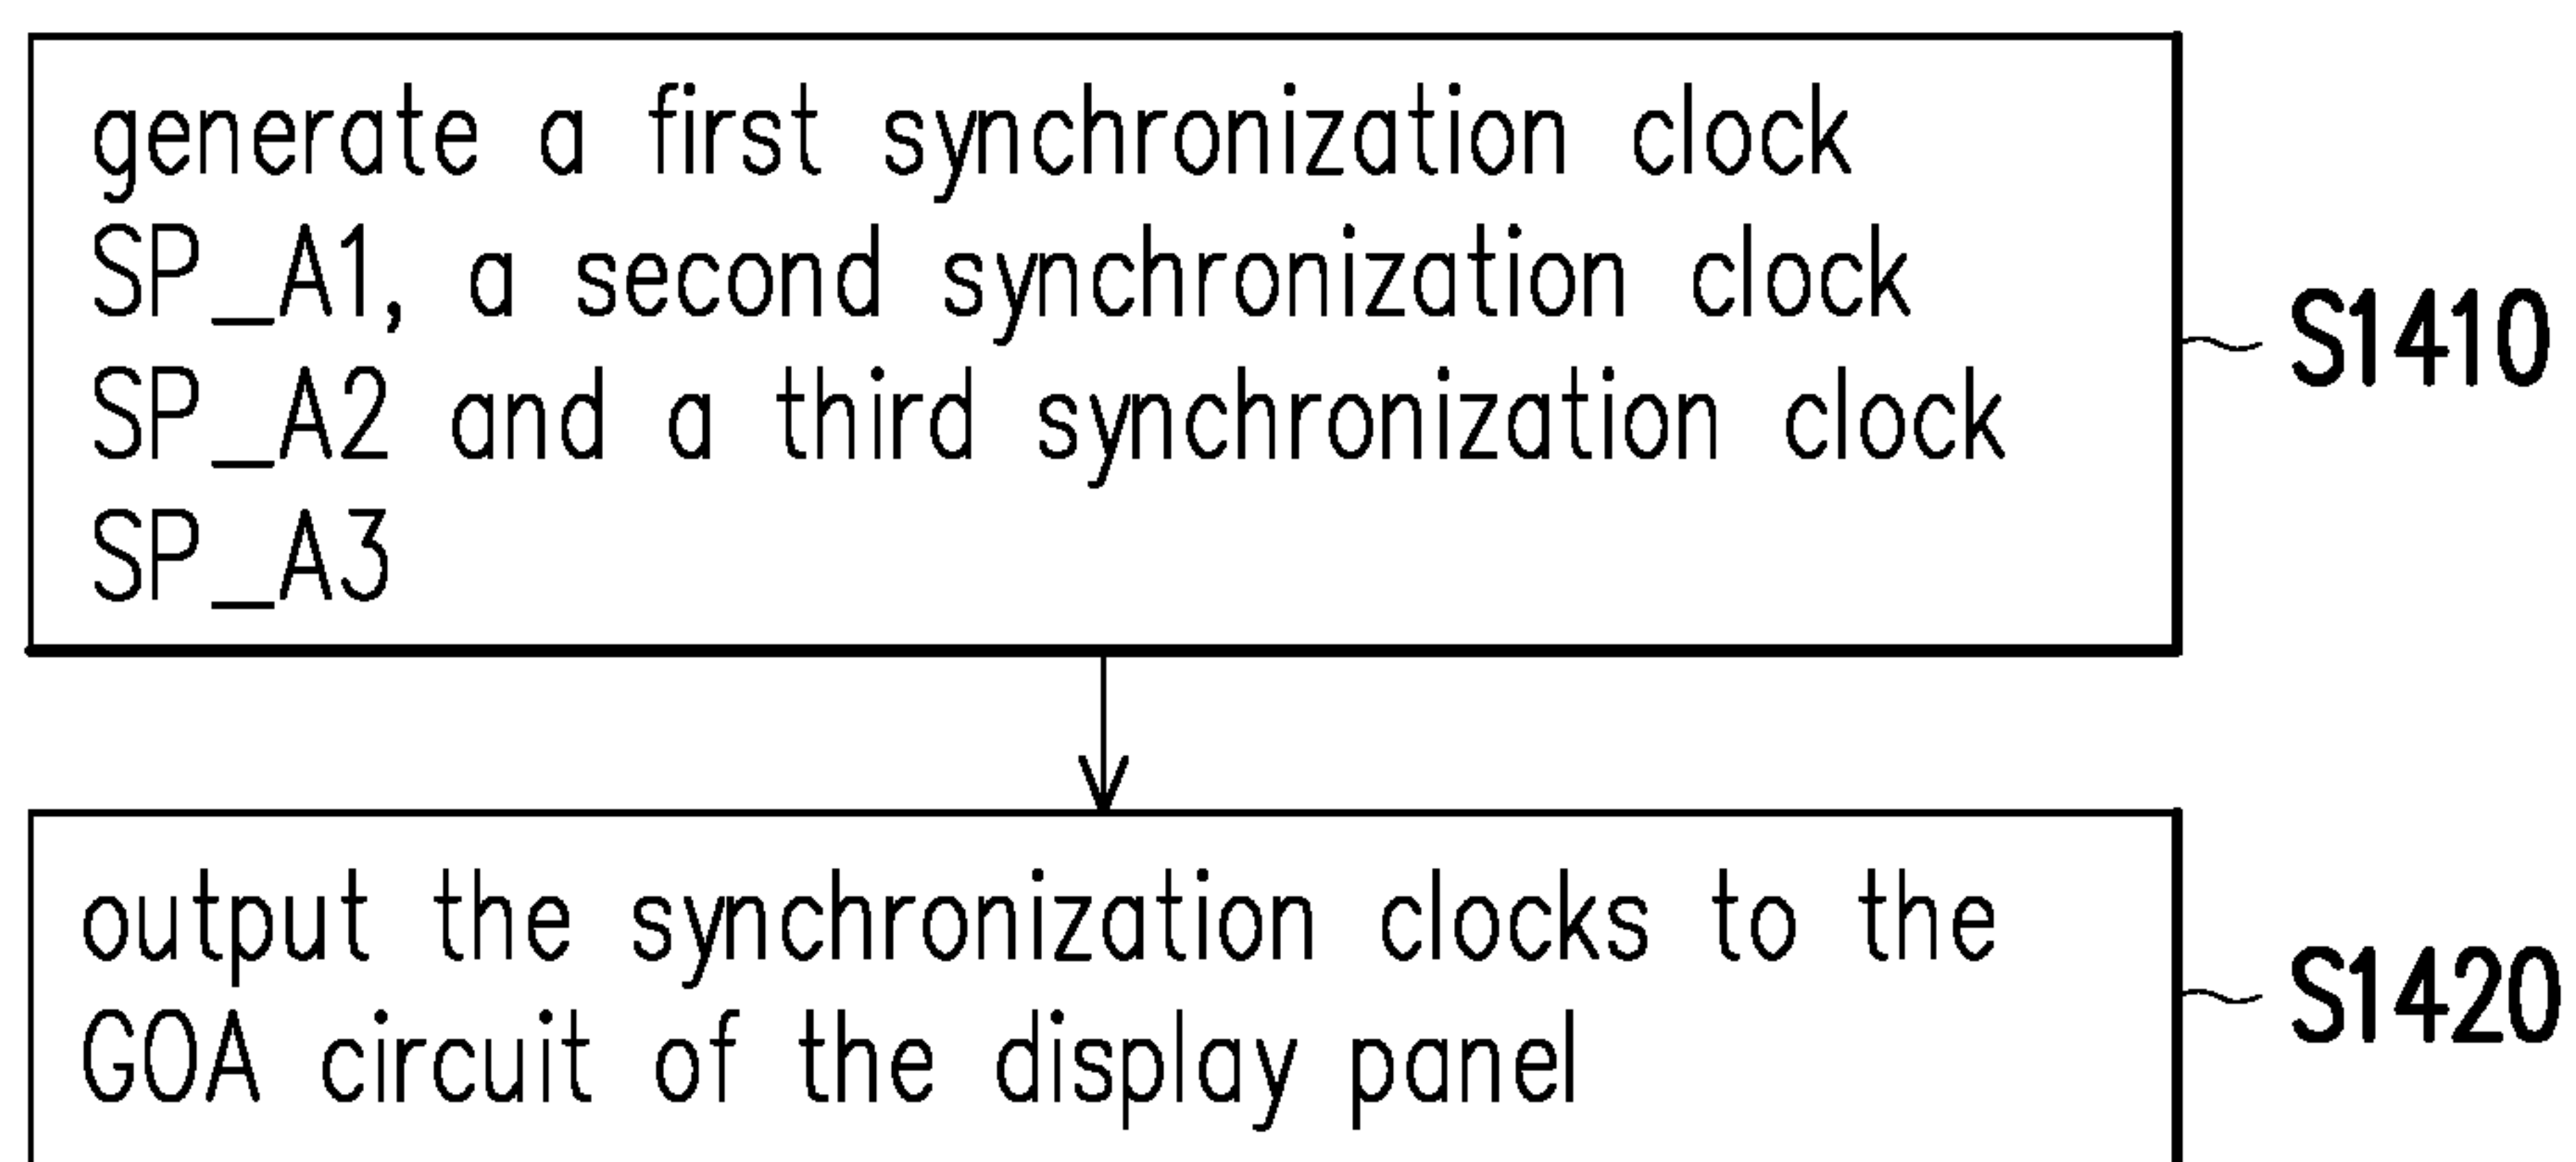 generate a first synchronization clock
SP_A1, a second synchronization clock
SP_A2 and a third synchronization clock
SP_A3
S1410
output the synchronization clocks to the
GOA circuit of the display panel
S1420